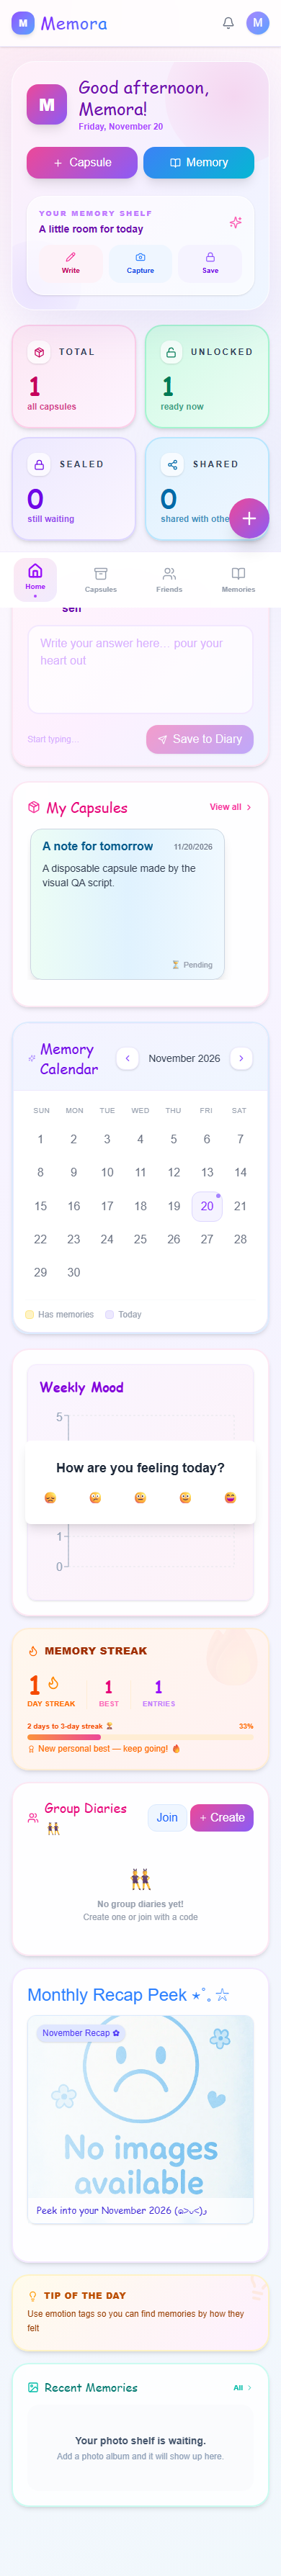 M Memora M
Good afternoon,
Memora!
Friday, November 20
M
+ Capsule
Memory
YOUR MEMORY SHELF
A little room for today
Write
Capture
Save
TOTAL
1
all capsules
UNLOCKED
1
ready now
SEALED
0
still waiting
SHARED
0
shared with othe
+
Home
Capsules
Friends
Memories
self
Write your answer here... pour your
heart out
Start typing...
Save to Diary
My Capsules
View all >
A note for tomorrow 11/20/2026
A disposable capsule made by the
visual QA script.
⏳ Pending
Memory
Calendar
< November 2026 >
SUN MON TUE WED THU FRI SAT
1 2 3 4 5 6 7
8 9 10 11 12 13 14
15 16 17 18 19 20 21
22 23 24 25 26 27 28
29 30
Has memories Today
Weekly Mood
5
How are you feeling today?
1
0
MEMORY STREAK
1
DAY STREAK
1
BEST
1
ENTRIES
2 days to 3-day streak ⏳ 33%
New personal best — keep going! 🔥
Group Diaries
👯
Join
+ Create
No group diaries yet!
Create one or join with a code
Monthly Recap Peek ⋆˚｡☆
November Recap ✿
No images
available
Peek into your November 2026 (๑>ᴗ<)و
TIP OF THE DAY
Use emotion tags so you can find memories by how they
felt
Recent Memories
All >
Your photo shelf is waiting.
Add a photo album and it will show up here.